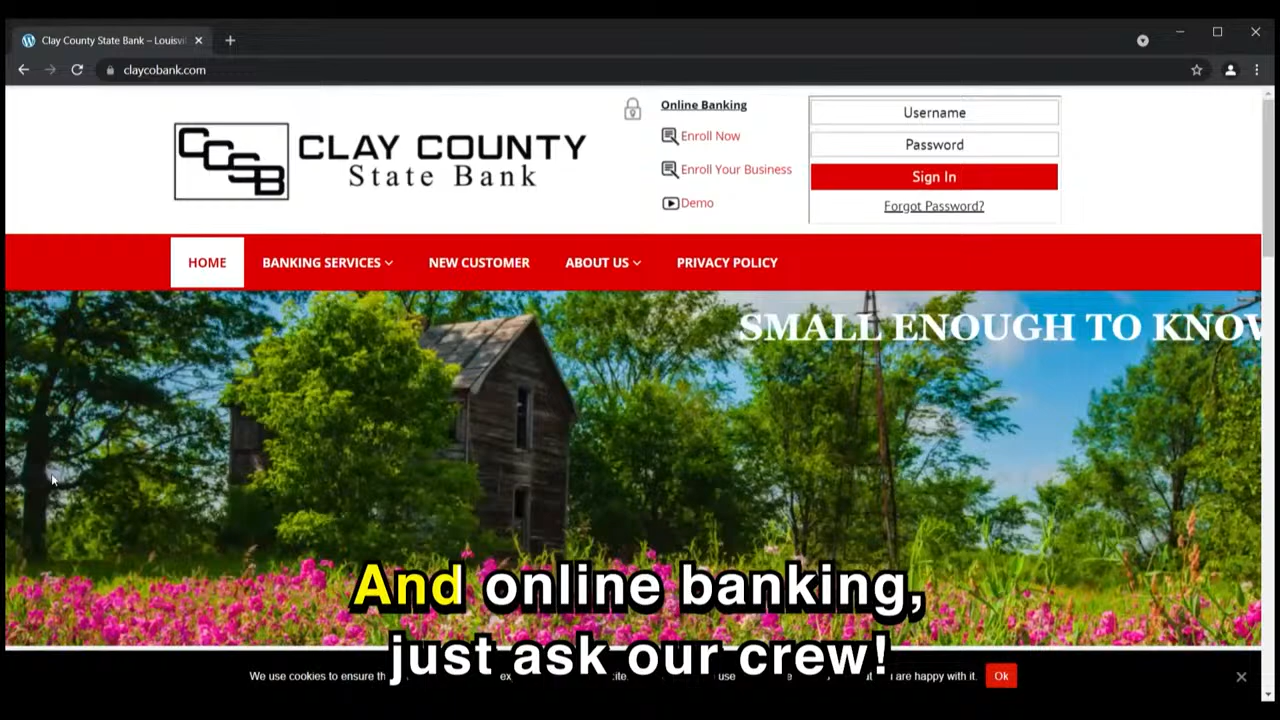 Clay County State Bank – Louisvi
claycobank.com
CCSB
CLAY COUNTY
State Bank
Online Banking
Enroll Now
Enroll Your Business
Demo
Username
Password
Sign In
Forgot Password?
HOME
BANKING SERVICES
NEW CUSTOMER
ABOUT US
PRIVACY POLICY
SMALL ENOUGH TO KNOW
And online banking,
just ask our crew!
We use cookies to ensure th
use
are happy with it.
Ok